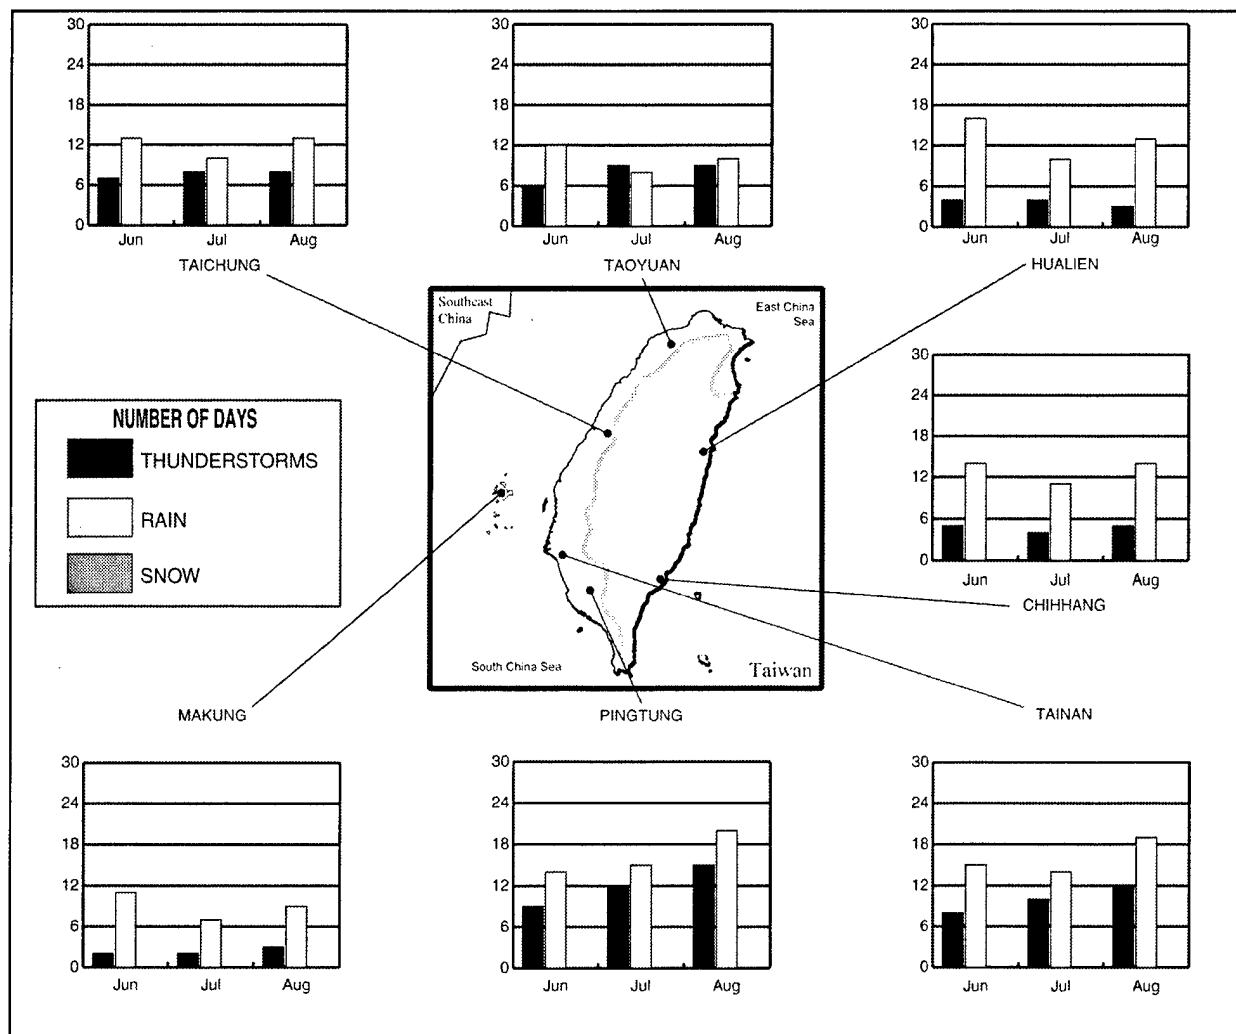 30
24
18
12
6
0
Jun Jul Aug
TAICHUNG
30
24
18
12
6
0
Jun Jul Aug
TAOYUAN
30
24
18
12
6
0
Jun Jul Aug
HUALIEN
Southeast
China
East China
Sea
South China Sea
Taiwan
NUMBER OF DAYS
THUNDERSTORMS
RAIN
SNOW
30
24
18
12
6
0
Jun Jul Aug
CHIHHANG
MAKUNG
30
24
18
12
6
0
Jun Jul Aug
PINGTUNG
30
24
18
12
6
0
Jun Jul Aug
TAINAN
30
24
18
12
6
0
Jun Jul Aug